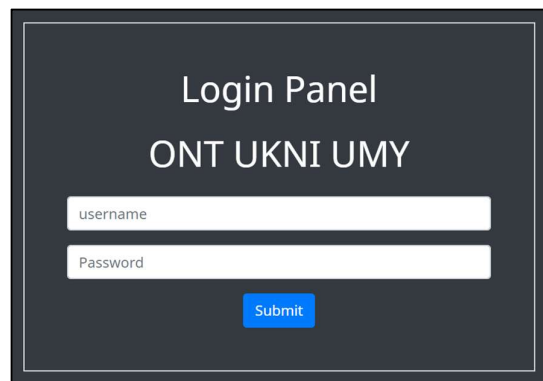 Login Panel
ONT UKNI UMY
username
Password
Submit